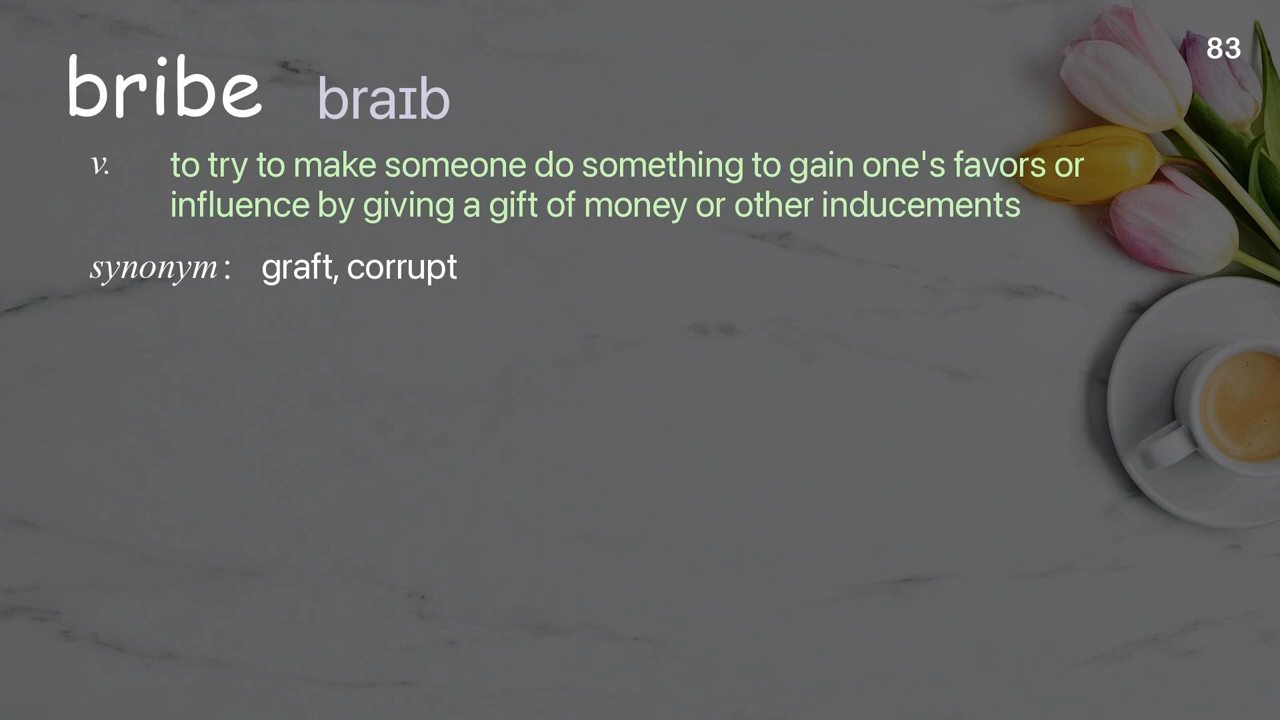 83
bribe braɪb
v. to try to make someone do something to gain one's favors or
influence by giving a gift of money or other inducements
synonym: graft, corrupt